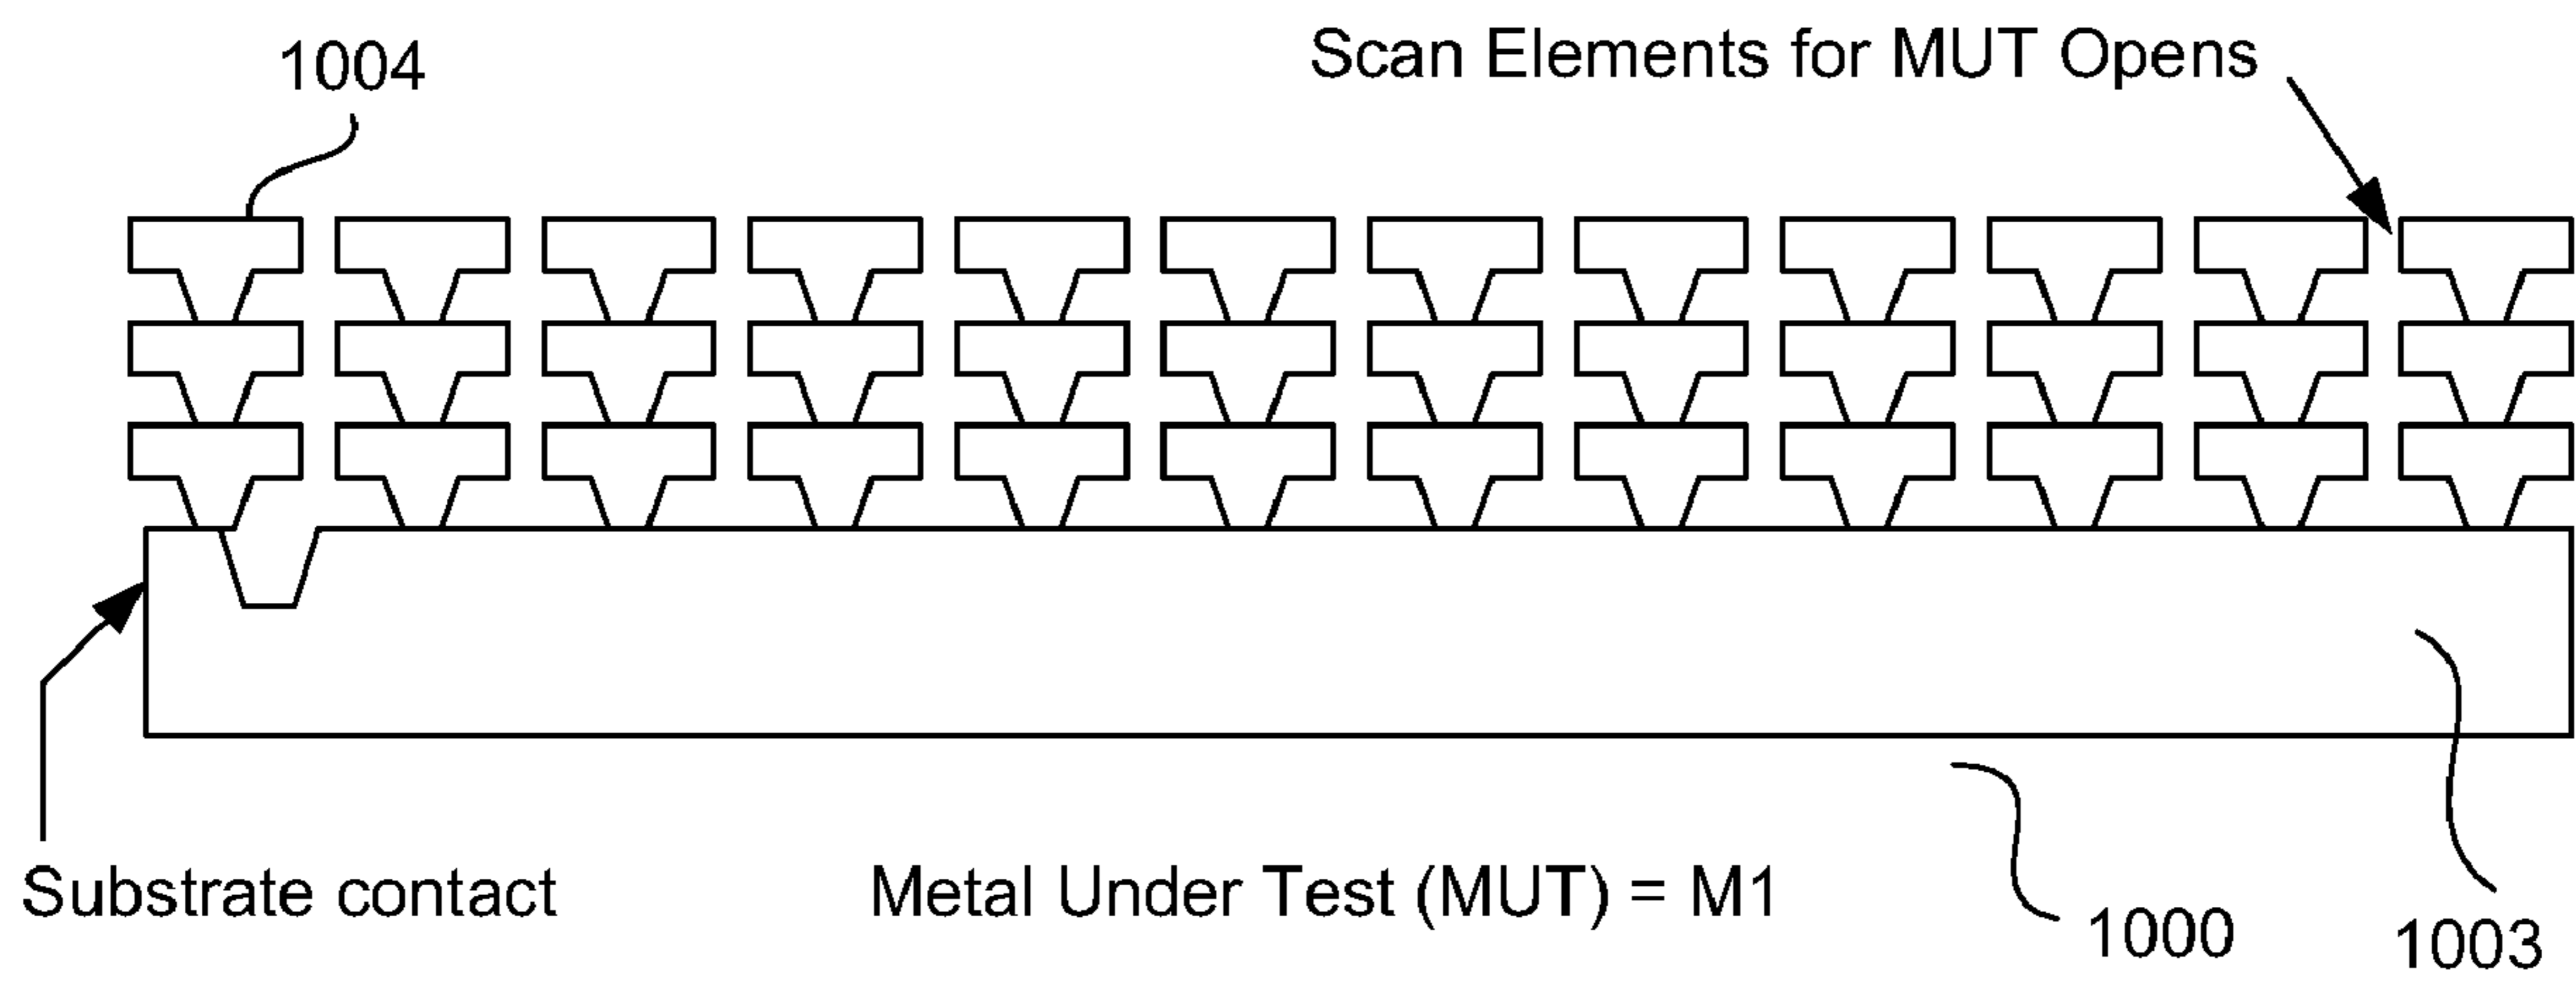 1004
Scan Elements for MUT Opens
Substrate contact
Metal Under Test (MUT) = M1
1000
1003